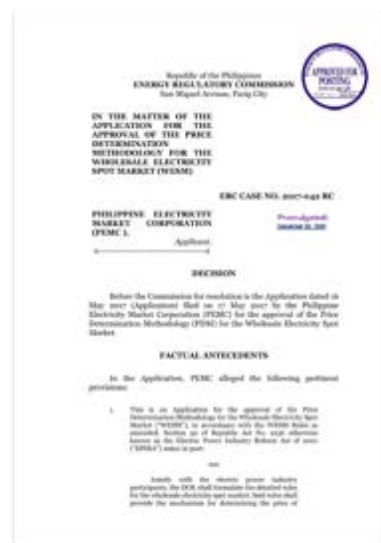 Republic of the Philippines
ENERGY REGULATORY COMMISSION
San Miguel Avenue, Pasig City
APPROVED FOR
POSTING
IN THE MATTER OF THE
APPLICATION FOR THE
APPROVAL OF THE PRICE
DETERMINATION
METHODOLOGY FOR THE
WHOLESALE ELECTRICITY
SPOT MARKET (WESM)
ERC CASE NO. 2017-042 RC
PHILIPPINE ELECTRICITY
MARKET CORPORATION
(PEMC),
Promulgated:
Applicant.
DECISION
Before the Commission for resolution is the Application dated 16
May 2017 (Application) filed on 17 May 2017 by the Philippine
Electricity Market Corporation (PEMC) for the approval of the Price
Determination Methodology (PDM) for the Wholesale Electricity Spot
Market.
FACTUAL ANTECEDENTS
In the Application, PEMC alleged the following pertinent
provisions:
1. This is an Application for the approval of the Price
Determination Methodology for the Wholesale Electricity Spot
Market ("WESM"), in accordance with the WESM Rules as
amended. Section 30 of Republic Act No. 9136 otherwise
known as the Electric Power Industry Reform Act of 2001
("EPIRA") states in part:
xxx
Jointly with the electric power industry
participants, the DOE shall formulate the detailed rules
for the wholesale electricity spot market. Said rules shall
provide the mechanism for determining the price of